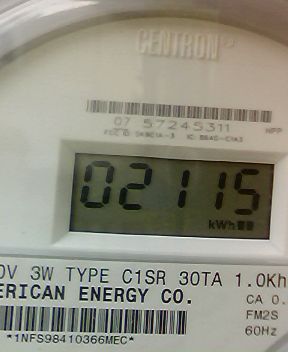 CENTRON®
07 57245311
HPP
02115
kWh
0V 3W TYPE C1SR 30TA 1.0Kh
ERICAN ENERGY CO.
CA 0.
FM2S
60Hz
*1NFS98410366MEC*